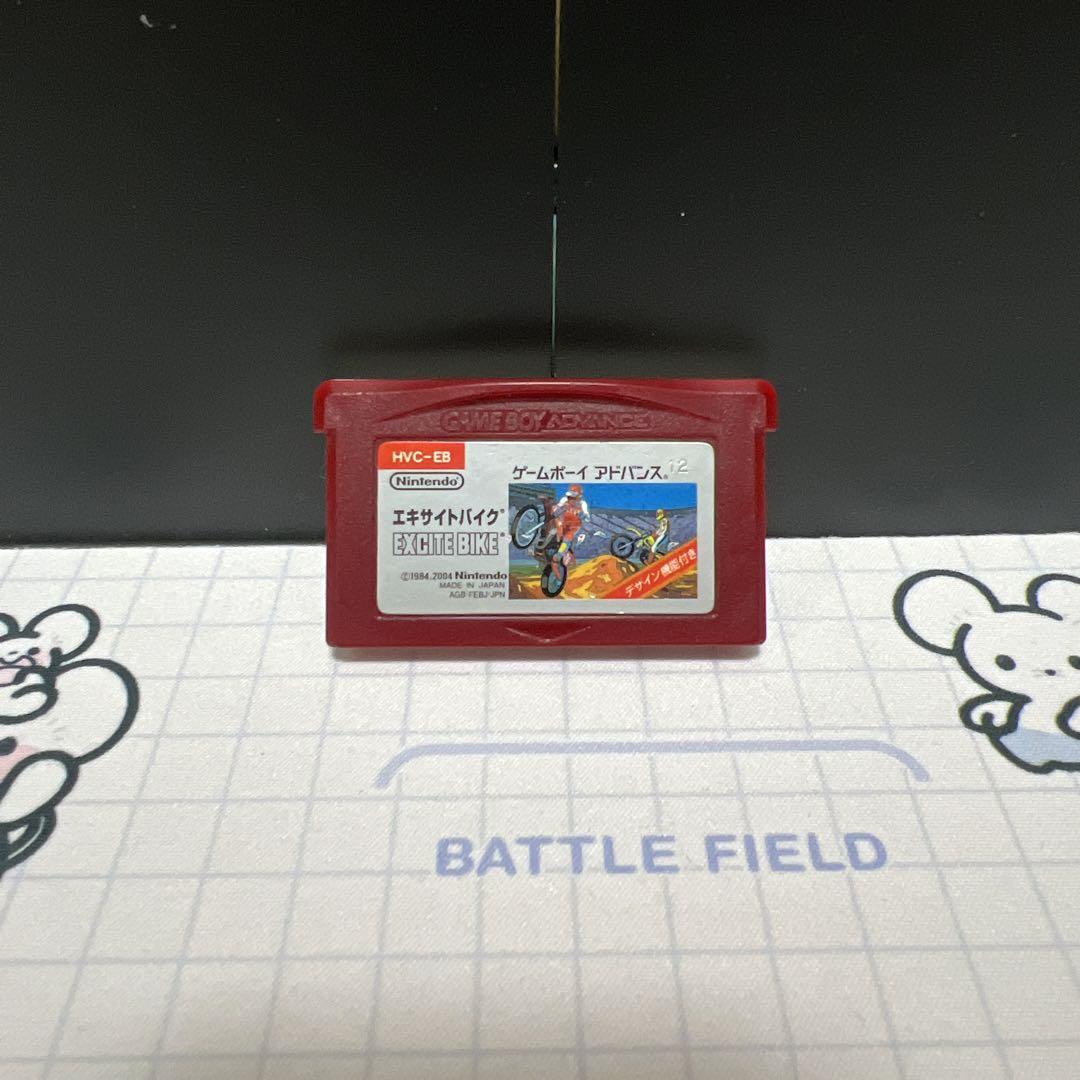 GAME BOY ADVANCE
HVC-EB
Nintendo
ゲームボーイ アドバンス®
12
エキサイトバイク®
EXCITE BIKE®
©1984,2004 Nintendo
MADE IN JAPAN
AGB-FEBJ-JPN
デザイン機能付き
BATTLE FIELD